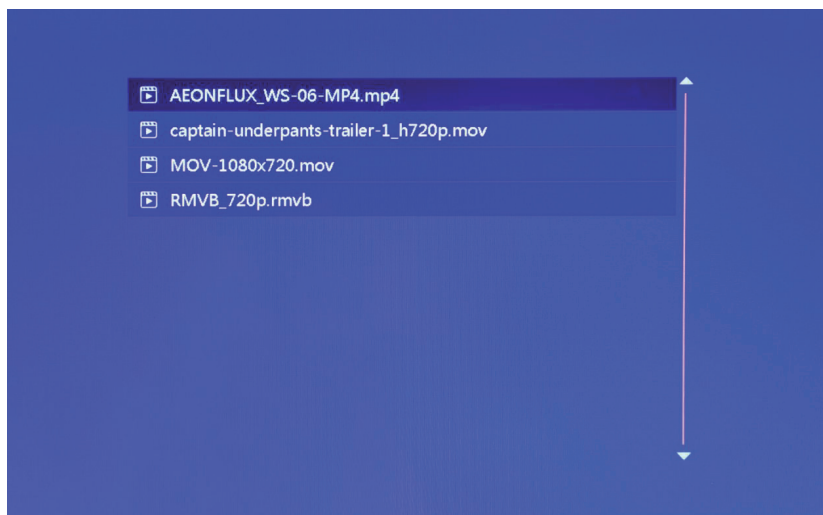 AEONFLUX_WS-06-MP4.mp4
captain-underpants-trailer-1_h720p.mov
MOV-1080x720.mov
RMVB_720p.rmvb